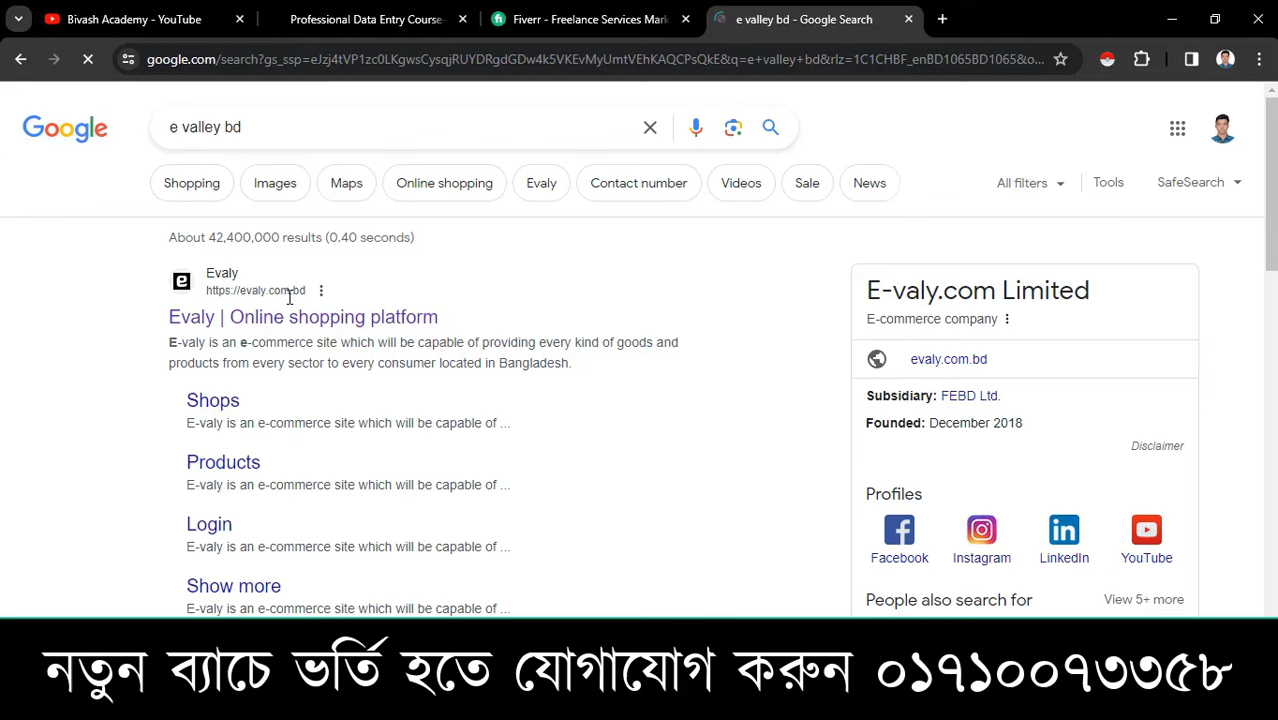 Bivash Academy - YouTube
Professional Data Entry Course-
Fiverr - Freelance Services Mark
e valley bd - Google Search
google.com/search?gs_ssp=eJzj4tVP1zc0LKgwsCysqjRUYDRgdGDw4k5VKEvMyUmtVEhKAQCPsQkE&q=e+valley+bd&rlz=1C1CHBF_enBD1065BD1065&o...
Google
e valley bd
Shopping
Images
Maps
Online shopping
Evaly
Contact number
Videos
Sale
News
All filters
Tools
SafeSearch
About 42,400,000 results (0.40 seconds)
e
Evaly
https://evaly.com.bd
Evaly | Online shopping platform
E-valy is an e-commerce site which will be capable of providing every kind of goods and
products from every sector to every consumer located in Bangladesh.
Shops
E-valy is an e-commerce site which will be capable of ...
Products
E-valy is an e-commerce site which will be capable of ...
Login
E-valy is an e-commerce site which will be capable of ...
Show more
E-valy is an e-commerce site which will be capable of ...
E-valy.com Limited
E-commerce company
evaly.com.bd
Subsidiary: FEBD Ltd.
Founded: December 2018
Disclaimer
Profiles
Facebook
Instagram
LinkedIn
YouTube
People also search for
View 5+ more
নতুন ব্যাচে ভর্তি হতে যোগাযোগ করুন ০১৭১০০৭৩৩৫৮